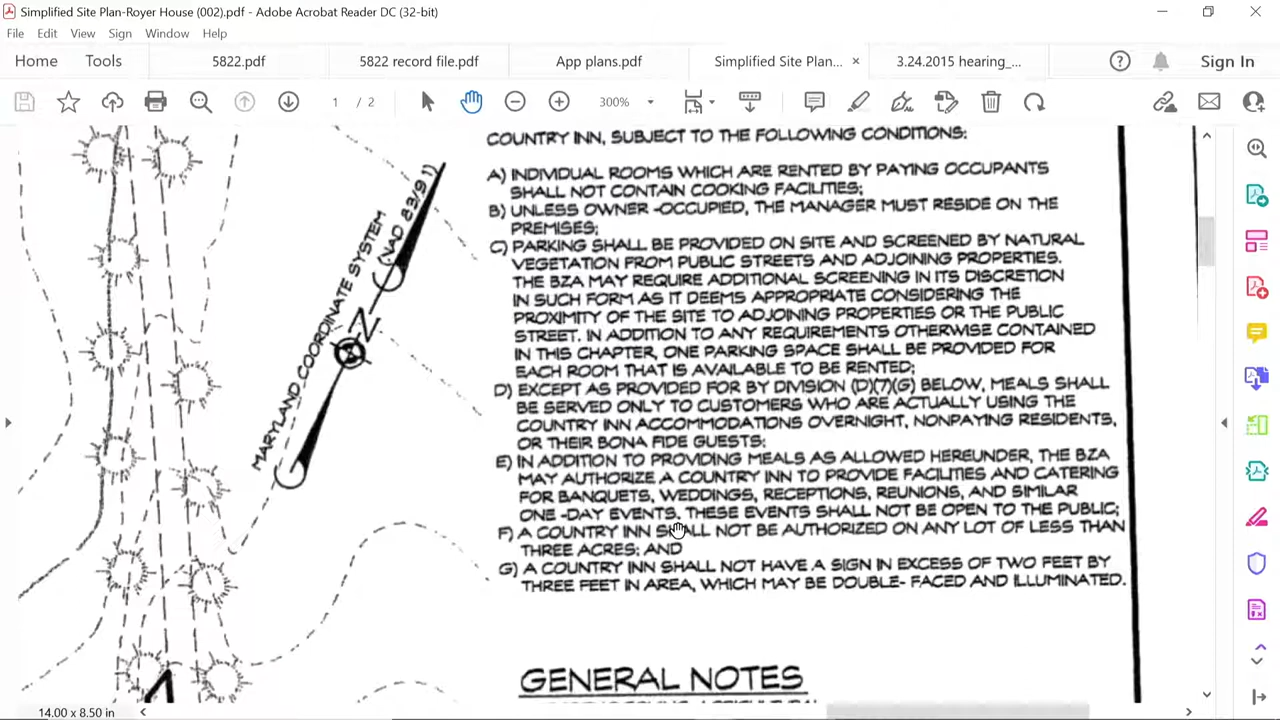 Simplified Site Plan-Royer House (002).pdf - Adobe Acrobat Reader DC (32-bit)
File Edit View Sign Window Help
Home Tools 5822.pdf 5822 record file.pdf App plans.pdf Simplified Site Plan... × 3.24.2015 hearing_... Sign In
1 / 2 300%
COUNTRY INN, SUBJECT TO THE FOLLOWING CONDITIONS:
A) INDIVIDUAL ROOMS WHICH ARE RENTED BY PAYING OCCUPANTS
SHALL NOT CONTAIN COOKING FACILITIES;
B) UNLESS OWNER -OCCUPIED, THE MANAGER MUST RESIDE ON THE
PREMISES;
C) PARKING SHALL BE PROVIDED ON SITE AND SCREENED BY NATURAL
VEGETATION FROM PUBLIC STREETS AND ADJOINING PROPERTIES.
THE BZA MAY REQUIRE ADDITIONAL SCREENING IN ITS DISCRETION
IN SUCH FORM AS IT DEEMS APPROPRIATE CONSIDERING THE
PROXIMITY OF THE SITE TO ADJOINING PROPERTIES OR THE PUBLIC
STREET. IN ADDITION TO ANY REQUIREMENTS OTHERWISE CONTAINED
IN THIS CHAPTER, ONE PARKING SPACE SHALL BE PROVIDED FOR
EACH ROOM THAT IS AVAILABLE TO BE RENTED;
D) EXCEPT AS PROVIDED FOR BY DIVISION (D)(7)(G) BELOW, MEALS SHALL
BE SERVED ONLY TO CUSTOMERS WHO ARE ACTUALLY USING THE
COUNTRY INN ACCOMMODATIONS OVERNIGHT, NONPAYING RESIDENTS,
OR THEIR BONA FIDE GUESTS;
E) IN ADDITION TO PROVIDING MEALS AS ALLOWED HEREUNDER, THE BZA
MAY AUTHORIZE A COUNTRY INN TO PROVIDE FACILITIES AND CATERING
FOR BANQUETS, WEDDINGS, RECEPTIONS, REUNIONS, AND SIMILAR
ONE -DAY EVENTS. THESE EVENTS SHALL NOT BE OPEN TO THE PUBLIC;
F) A COUNTRY INN SHALL NOT BE AUTHORIZED ON ANY LOT OF LESS THAN
THREE ACRES; AND
G) A COUNTRY INN SHALL NOT HAVE A SIGN IN EXCESS OF TWO FEET BY
THREE FEET IN AREA, WHICH MAY BE DOUBLE- FACED AND ILLUMINATED.
MARYLAND COORDINATE SYSTEM
(NAD 83/91)
N
GENERAL NOTES
14.00 x 8.50 in